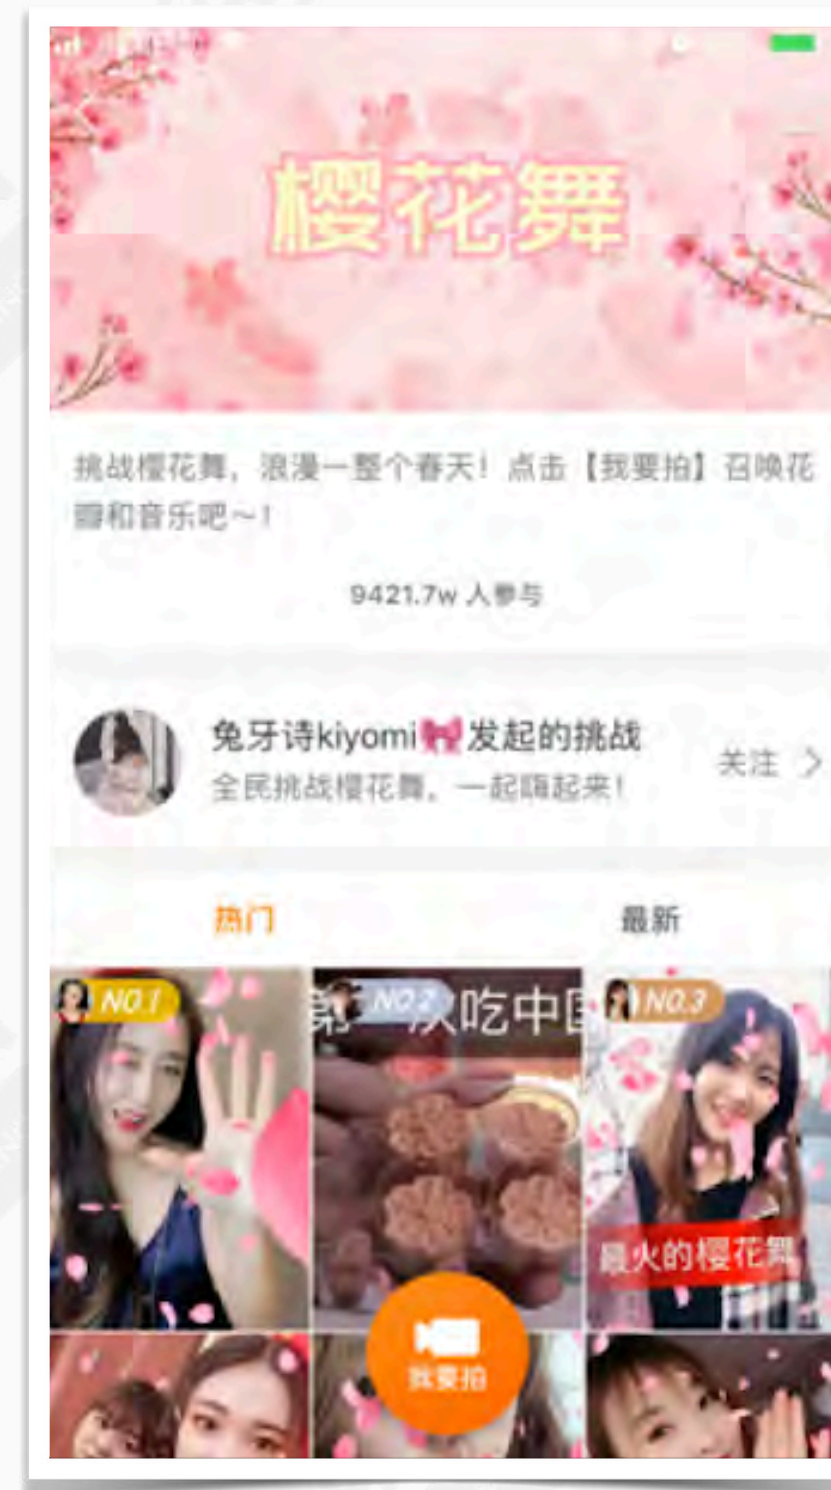 樱花舞
挑战樱花舞，浪漫一整个春天！点击【我要拍】召唤花
瓣和音乐吧～！
9421.7w 人参与
兔牙诗kiyomi🎀发起的挑战
关注
全民挑战樱花舞，一起嗨起来！
热门
最新
NO.1
NO.2
NO.3
第一次吃中国
最火的樱花舞
我要拍